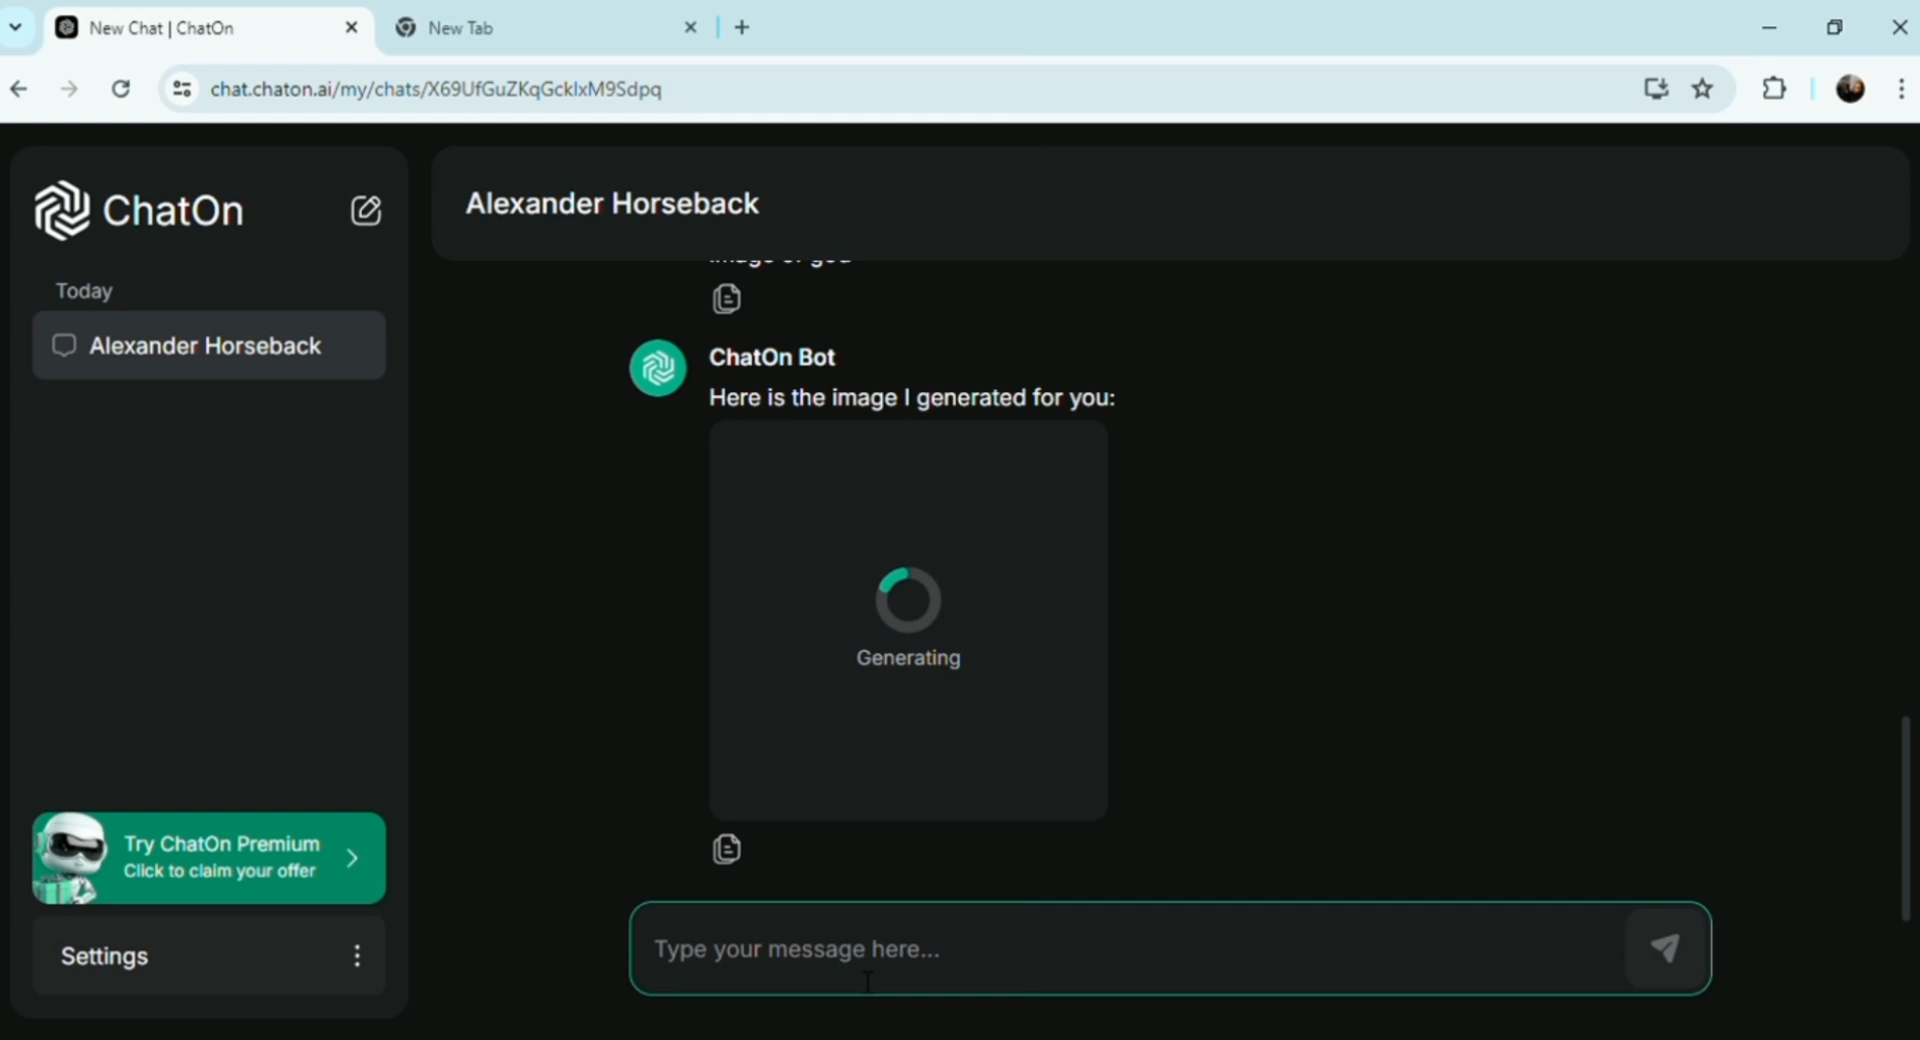 New Chat | ChatOn
New Tab
chat.chaton.ai/my/chats/X69UfGuZKqGcklxM9Sdpq
ChatOn
Alexander Horseback
Today
Alexander Horseback
ChatOn Bot
Here is the image I generated for you:
Generating
Try ChatOn Premium
Click to claim your offer
Settings
Type your message here...